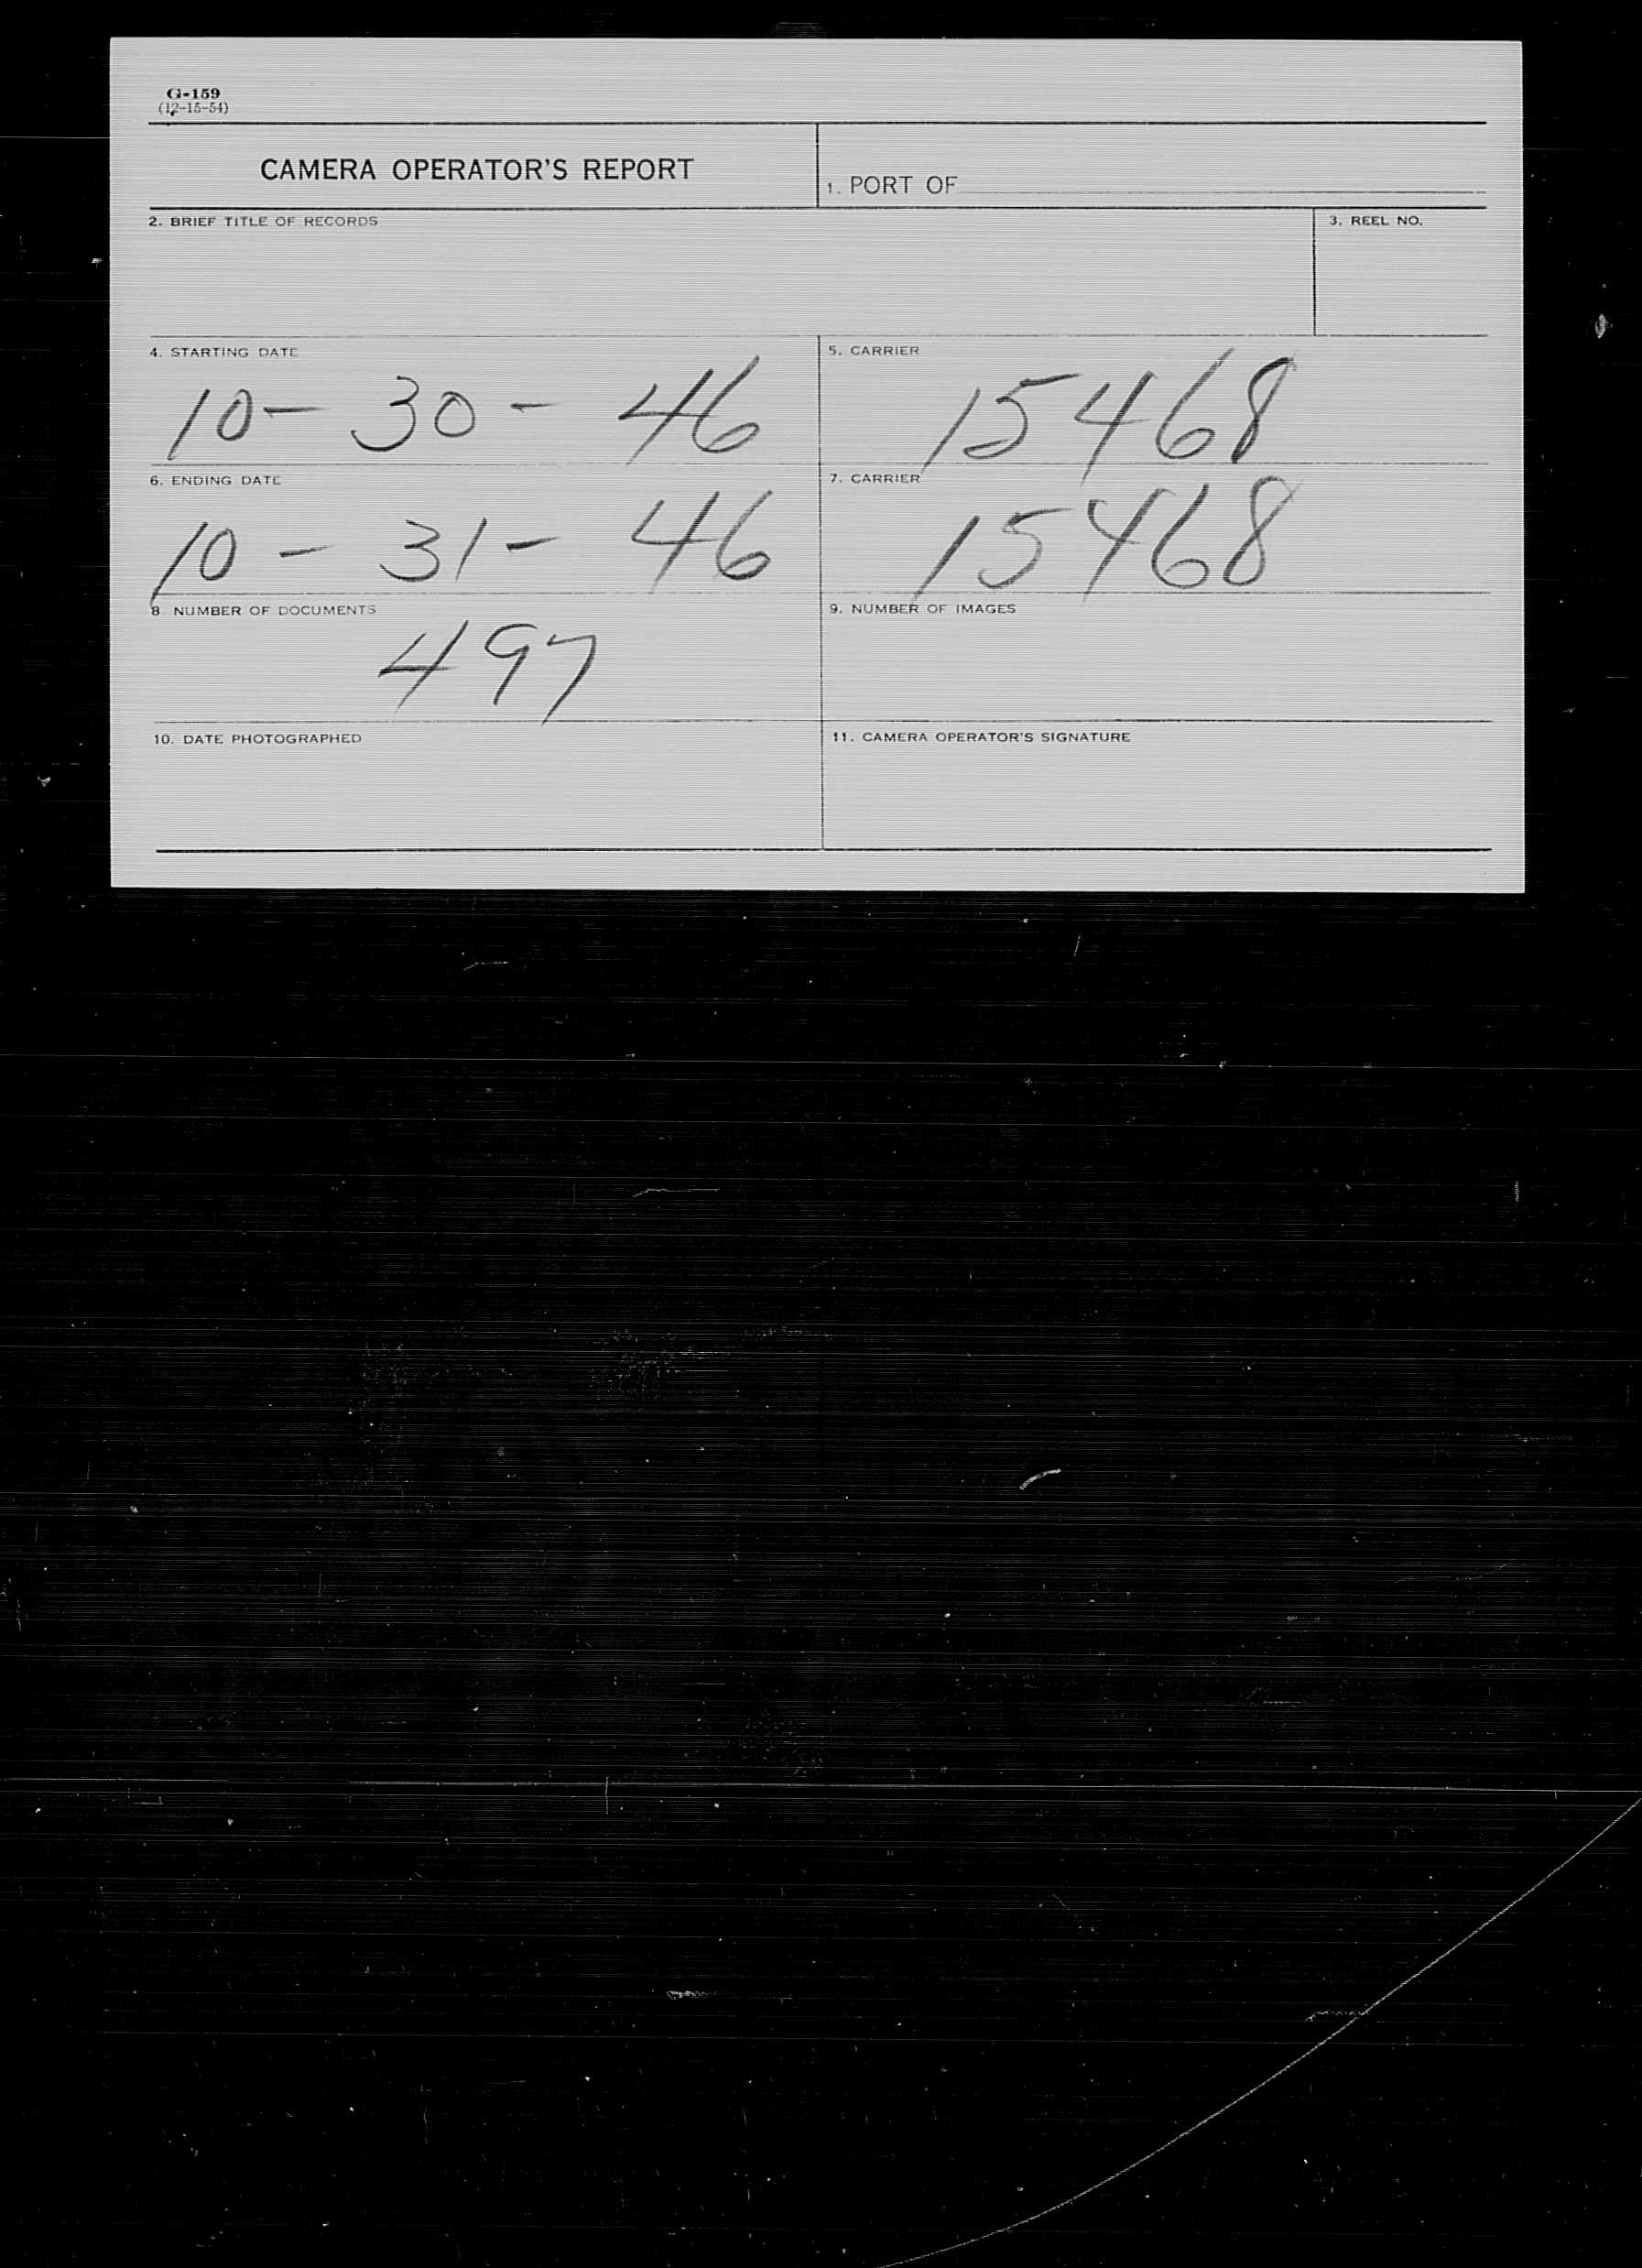 G-159
(12-15-54)
CAMERA OPERATOR'S REPORT
1. PORT OF
2. BRIEF TITLE OF RECORDS
3. REEL NO.
4. STARTING DATE
10- 30 - 46
5. CARRIER
15468
6. ENDING DATE
10 - 31 - 46
7. CARRIER
15468
8. NUMBER OF DOCUMENTS
497
9. NUMBER OF IMAGES
10. DATE PHOTOGRAPHED
11. CAMERA OPERATOR'S SIGNATURE